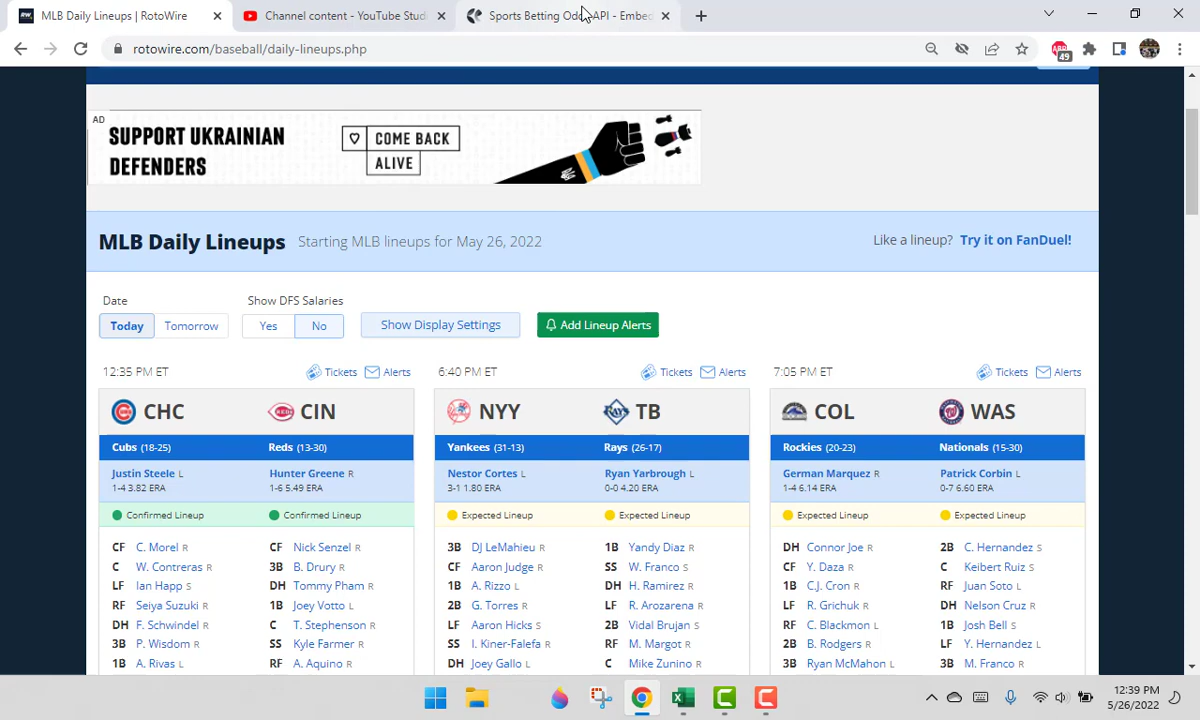 MLB Daily Lineups | RotoWire
Channel content - YouTube Studi
Sports Betting Odds API - Embed
rotowire.com/baseball/daily-lineups.php
49
AD
SUPPORT UKRAINIAN
DEFENDERS
COME BACK
ALIVE
MLB Daily Lineups Starting MLB lineups for May 26, 2022
Like a lineup? Try it on FanDuel!
Date
Show DFS Salaries
Today Tomorrow Yes No Show Display Settings Add Lineup Alerts
12:35 PM ET Tickets Alerts
CHC CIN
Cubs (18-25) Reds (13-30)
Justin Steele L Hunter Greene R
1-4 3.82 ERA 1-6 5.49 ERA
Confirmed Lineup Confirmed Lineup
CF C. Morel R CF Nick Senzel R
C W. Contreras R 3B B. Drury R
LF Ian Happ S DH Tommy Pham R
RF Seiya Suzuki R 1B Joey Votto L
DH F. Schwindel R C T. Stephenson R
3B P. Wisdom R SS Kyle Farmer R
1B A. Rivas L RF A. Aquino R
6:40 PM ET Tickets Alerts
NYY TB
Yankees (31-13) Rays (26-17)
Nestor Cortes L Ryan Yarbrough L
3-1 1.80 ERA 0-0 4.20 ERA
Expected Lineup Expected Lineup
3B DJ LeMahieu R 1B Yandy Diaz R
CF Aaron Judge R SS W. Franco S
1B A. Rizzo L DH H. Ramirez R
2B G. Torres R LF R. Arozarena R
LF Aaron Hicks S 2B Vidal Brujan S
SS I. Kiner-Falefa R RF M. Margot R
DH Joey Gallo L C Mike Zunino R
7:05 PM ET Tickets Alerts
COL WAS
Rockies (20-23) Nationals (15-30)
German Marquez R Patrick Corbin L
1-4 6.14 ERA 0-7 6.60 ERA
Expected Lineup Expected Lineup
DH Connor Joe R 2B C. Hernandez S
CF Y. Daza R C Keibert Ruiz S
1B C.J. Cron R RF Juan Soto L
LF R. Grichuk R DH Nelson Cruz R
RF C. Blackmon L 1B Josh Bell S
2B B. Rodgers R LF Y. Hernandez L
3B Ryan McMahon L 3B M. Franco S
12:39 PM
5/26/2022